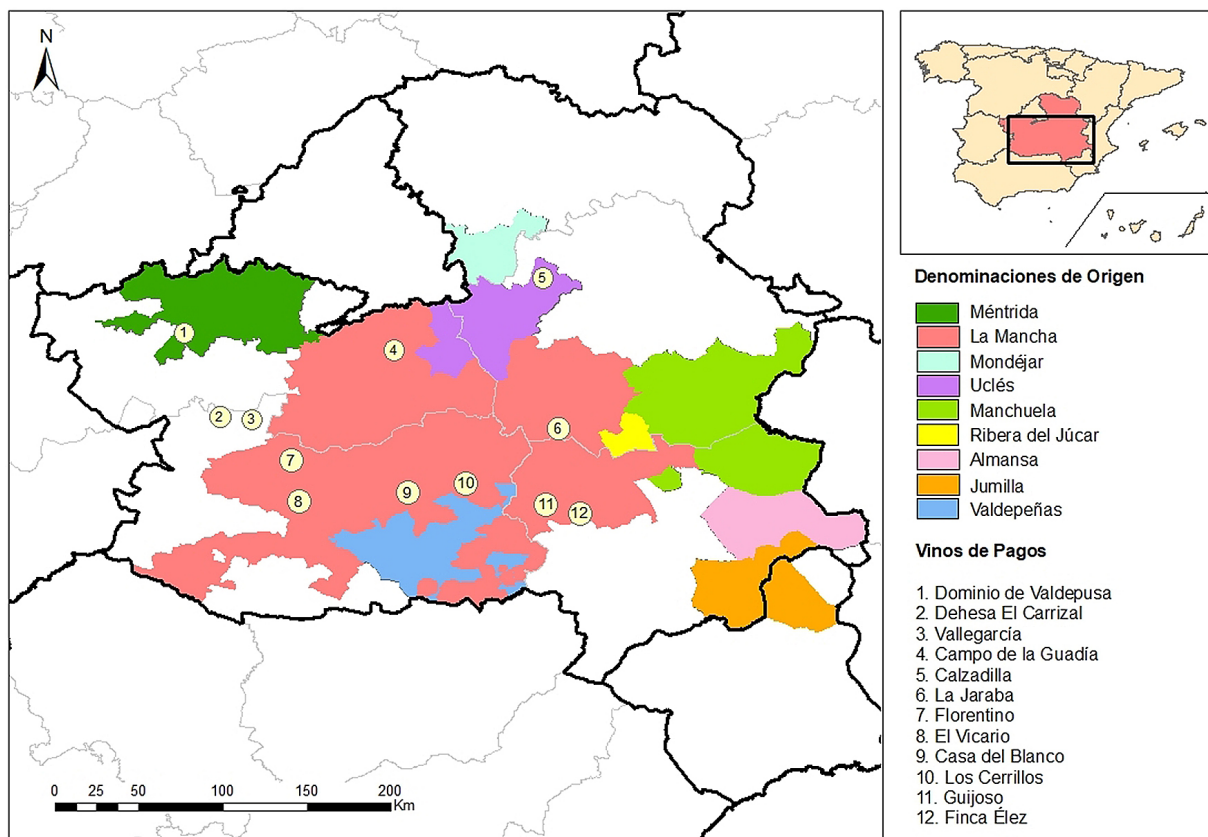 N
1
2
3
4
5
6
7
8
9
10
11
12
0 25 50 100 150 200
Km
Denominaciones de Origen
Méntrida
La Mancha
Mondéjar
Uclés
Manchuela
Ribera del Júcar
Almansa
Jumilla
Valdepeñas
Vinos de Pagos
1. Dominio de Valdepusa
2. Dehesa El Carrizal
3. Vallegarcía
4. Campo de la Guadía
5. Calzadilla
6. La Jaraba
7. Florentino
8. El Vicario
9. Casa del Blanco
10. Los Cerrillos
11. Guijoso
12. Finca Élez